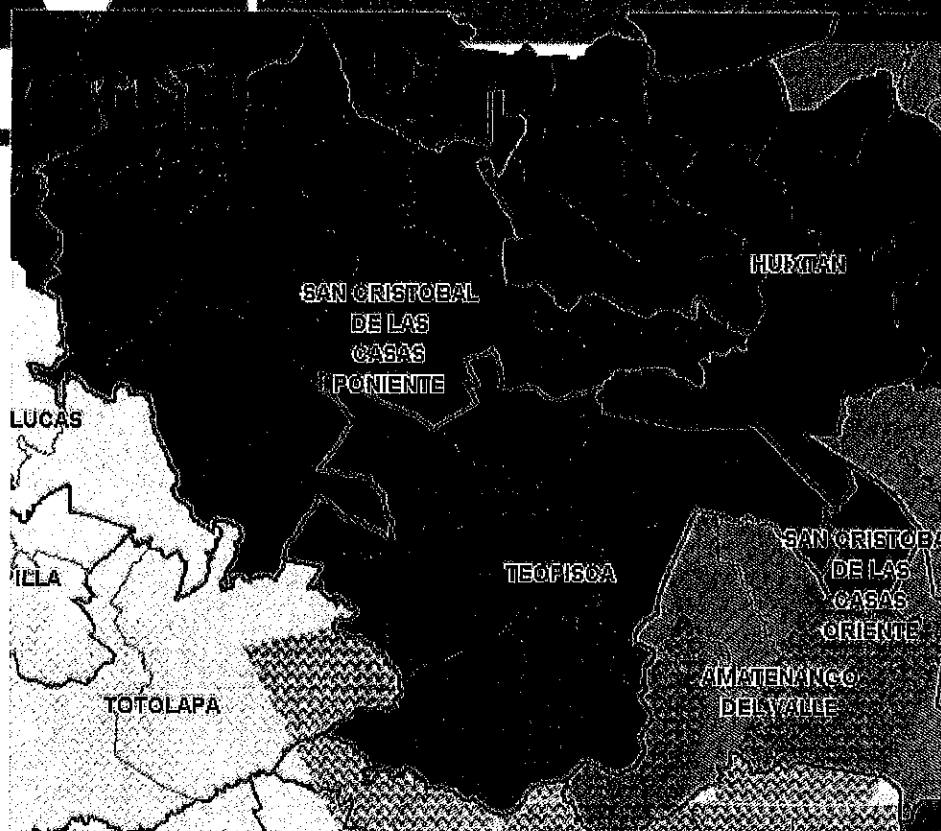 HUIXTAN
SAN CRISTOBAL
DE LAS
CASAS
PONIENTE
LUCAS
SAN CRISTOBA
DE LAS
CASAS
ORIENTE
TEOPISCA
PILLA
AMATENANGO
DEL VALLE
TOTOLAPA